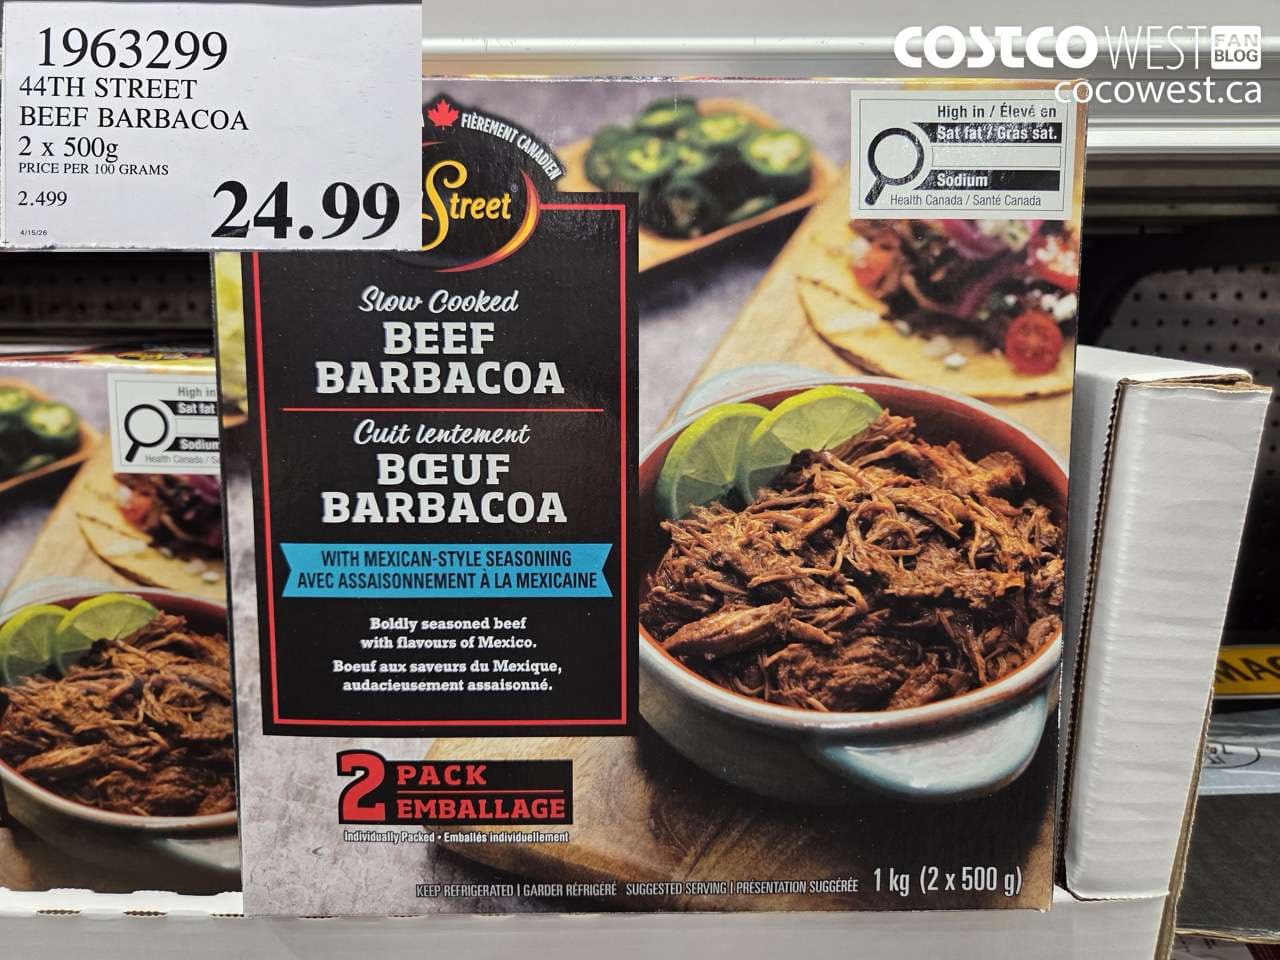 1963299
44TH STREET
BEEF BARBACOA
2 x 500g
PRICE PER 100 GRAMS
2.499
24.99
4/15/26
COSTCO WEST FAN BLOG
cocowest.ca
FIÈREMENT CANADIEN
Street
High in / Élevé en
Sat fat / Gras sat.
Sodium
Health Canada / Santé Canada
Slow Cooked
BEEF
BARBACOA
Cuit lentement
BŒUF
BARBACOA
WITH MEXICAN-STYLE SEASONING
AVEC ASSAISONNEMENT À LA MEXICAINE
Boldly seasoned beef
with flavours of Mexico.
Boeuf aux saveurs du Mexique,
audacieusement assaisonné.
2 PACK
EMBALLAGE
Individually Packed • Emballés individuellement
KEEP REFRIGERATED | GARDER RÉFRIGÉRÉ SUGGESTED SERVING | PRÉSENTATION SUGGÉRÉE 1 kg (2 x 500 g)
High in
Sat fat
Sodium
Health Canada / Sa